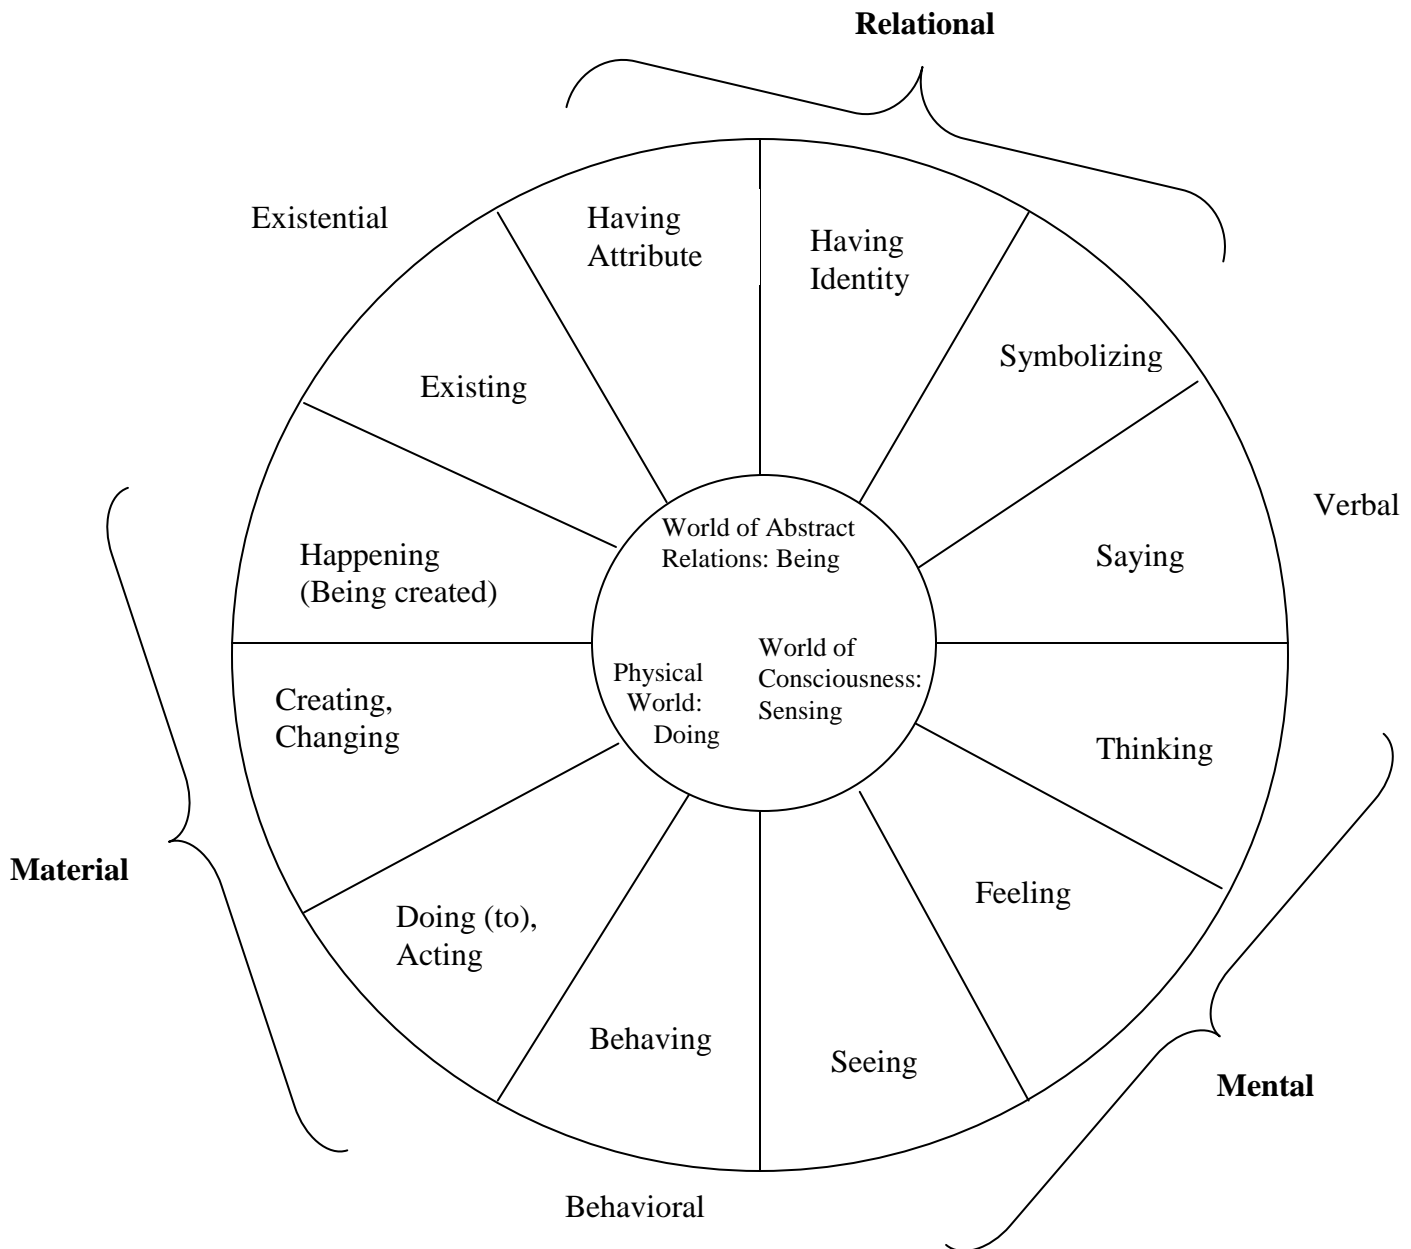 Relational
Existential
Having
Attribute
Having
Identity
Symbolizing
Existing
Verbal
World of Abstract
Relations: Being
Happening
(Being created)
Saying
World of
Consciousness:
Sensing
Physical
World:
Doing
Creating,
Changing
Thinking
Material
Feeling
Doing (to),
Acting
Behaving
Seeing
Mental
Behavioral